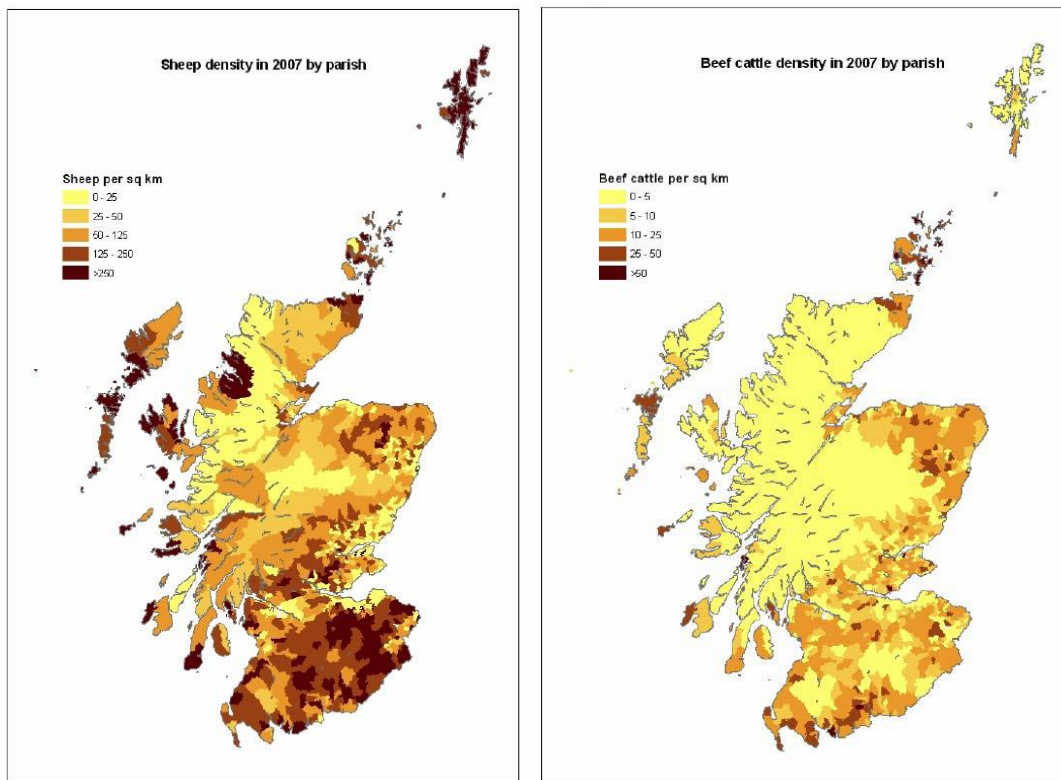 Sheep density in 2007 by parish
Sheep per sq km
0 - 25
25 - 50
50 - 125
125 - 250
>250
Beef cattle density in 2007 by parish
Beef cattle per sq km
0 - 5
5 - 10
10 - 25
25 - 50
>50